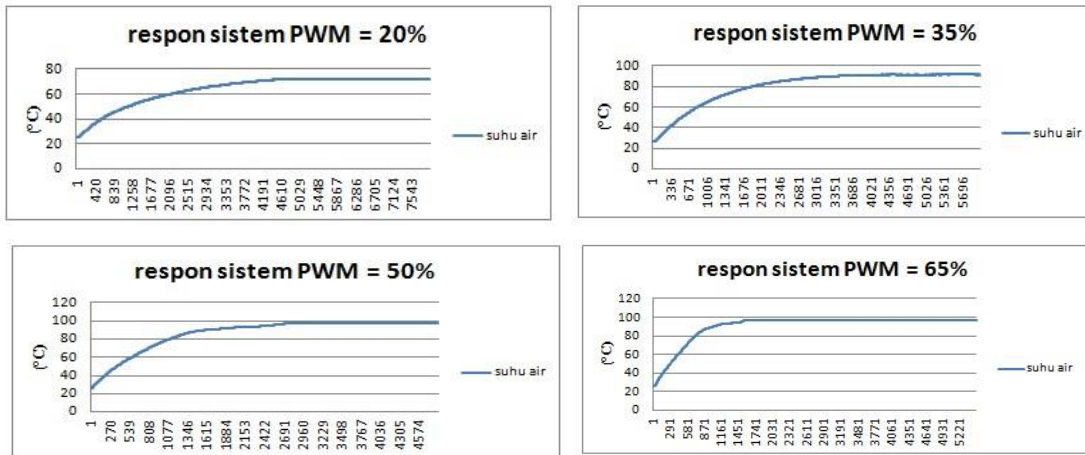 respon sistem PWM = 20%
80
60
40
20
0
(°C)
suhu air
1 420 839 1258 1677 2096 2515 2934 3353 3772 4191 4610 5029 5448 5867 6286 6705 7124 7543
respon sistem PWM = 35%
100
80
60
40
20
0
(°C)
suhu air
1 336 671 1006 1341 1676 2011 2346 2681 3016 3351 3686 4021 4356 4691 5026 5361 5696
respon sistem PWM = 50%
120
100
80
60
40
20
0
(°C)
suhu air
1 270 539 808 1077 1346 1615 1884 2153 2422 2691 2960 3229 3498 3767 4036 4305 4574
respon sistem PWM = 65%
120
100
80
60
40
20
0
(°C)
suhu air
1 291 581 871 1161 1451 1741 2031 2321 2611 2901 3191 3481 3771 4061 4351 4641 4931 5221